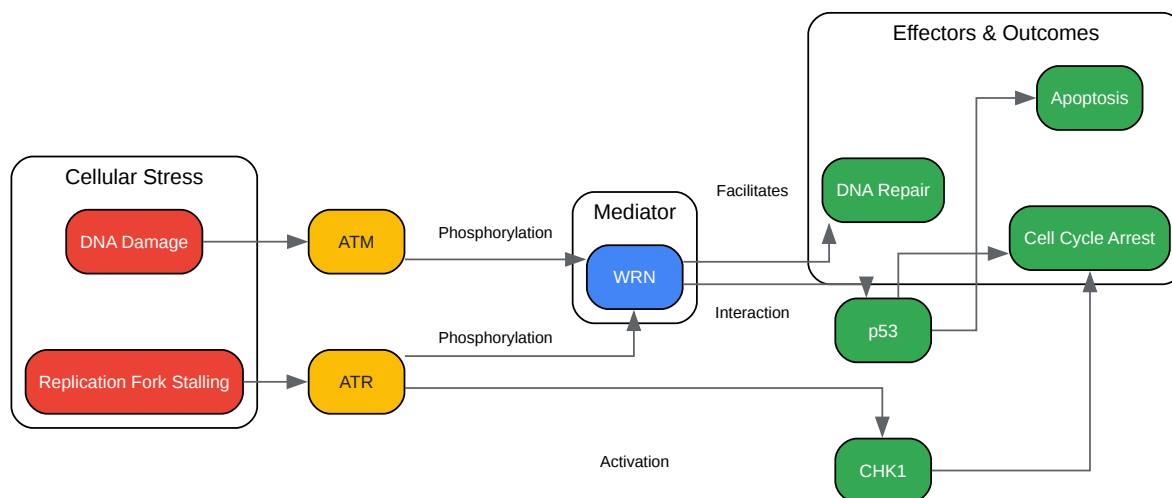 Effectors & Outcomes
Apoptosis
Cellular Stress
DNA Repair
Facilitates
Mediator
DNA Damage
ATM
Phosphorylation
Cell Cycle Arrest
WRN
Interaction
p53
Phosphorylation
Replication Fork Stalling
ATR
Activation
CHK1